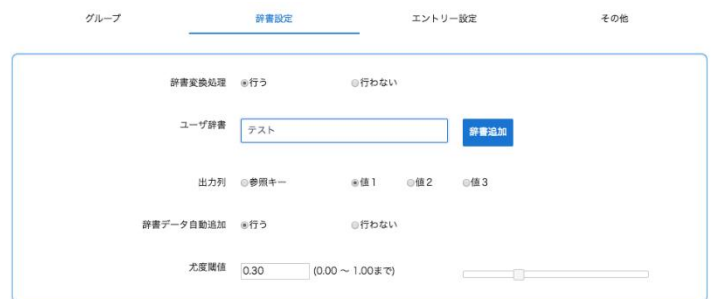 グループ 辞書設定 エントリー設定 その他
辞書変換処理 行う 行わない
ユーザ辞書 テスト 辞書追加
出力列 参照キー 値1 値2 値3
辞書データ自動追加 行う 行わない
尤度閾値 0.30 (0.00 ～ 1.00まで)